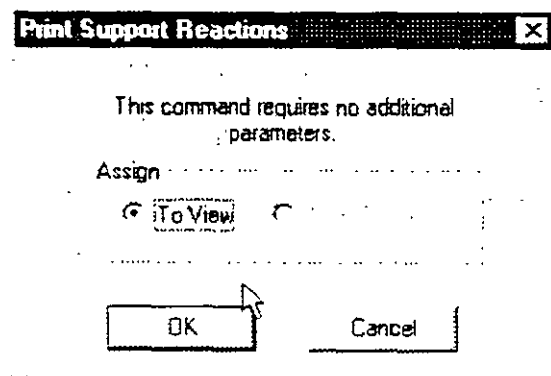 Print Support Reactions
This command requires no additional
parameters.
Assign
To View
OK Cancel